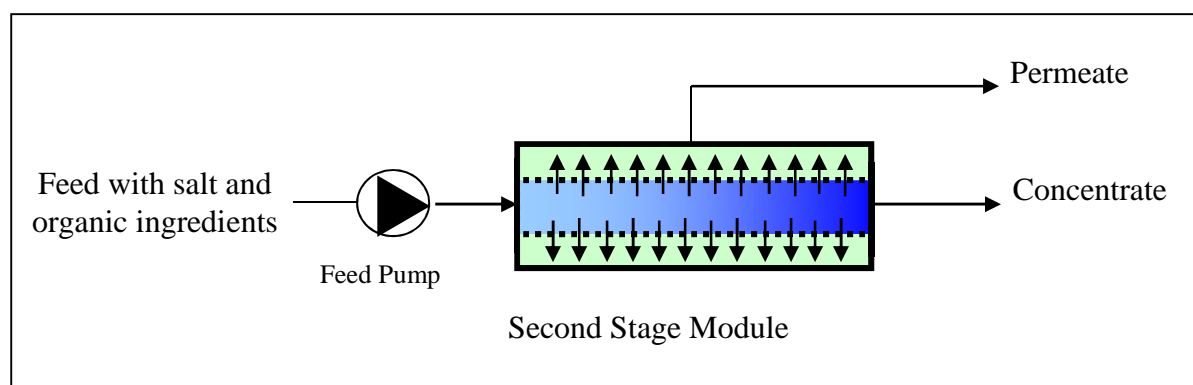 Permeate
Feed with salt and
organic ingredients
Concentrate
Feed Pump
Second Stage Module